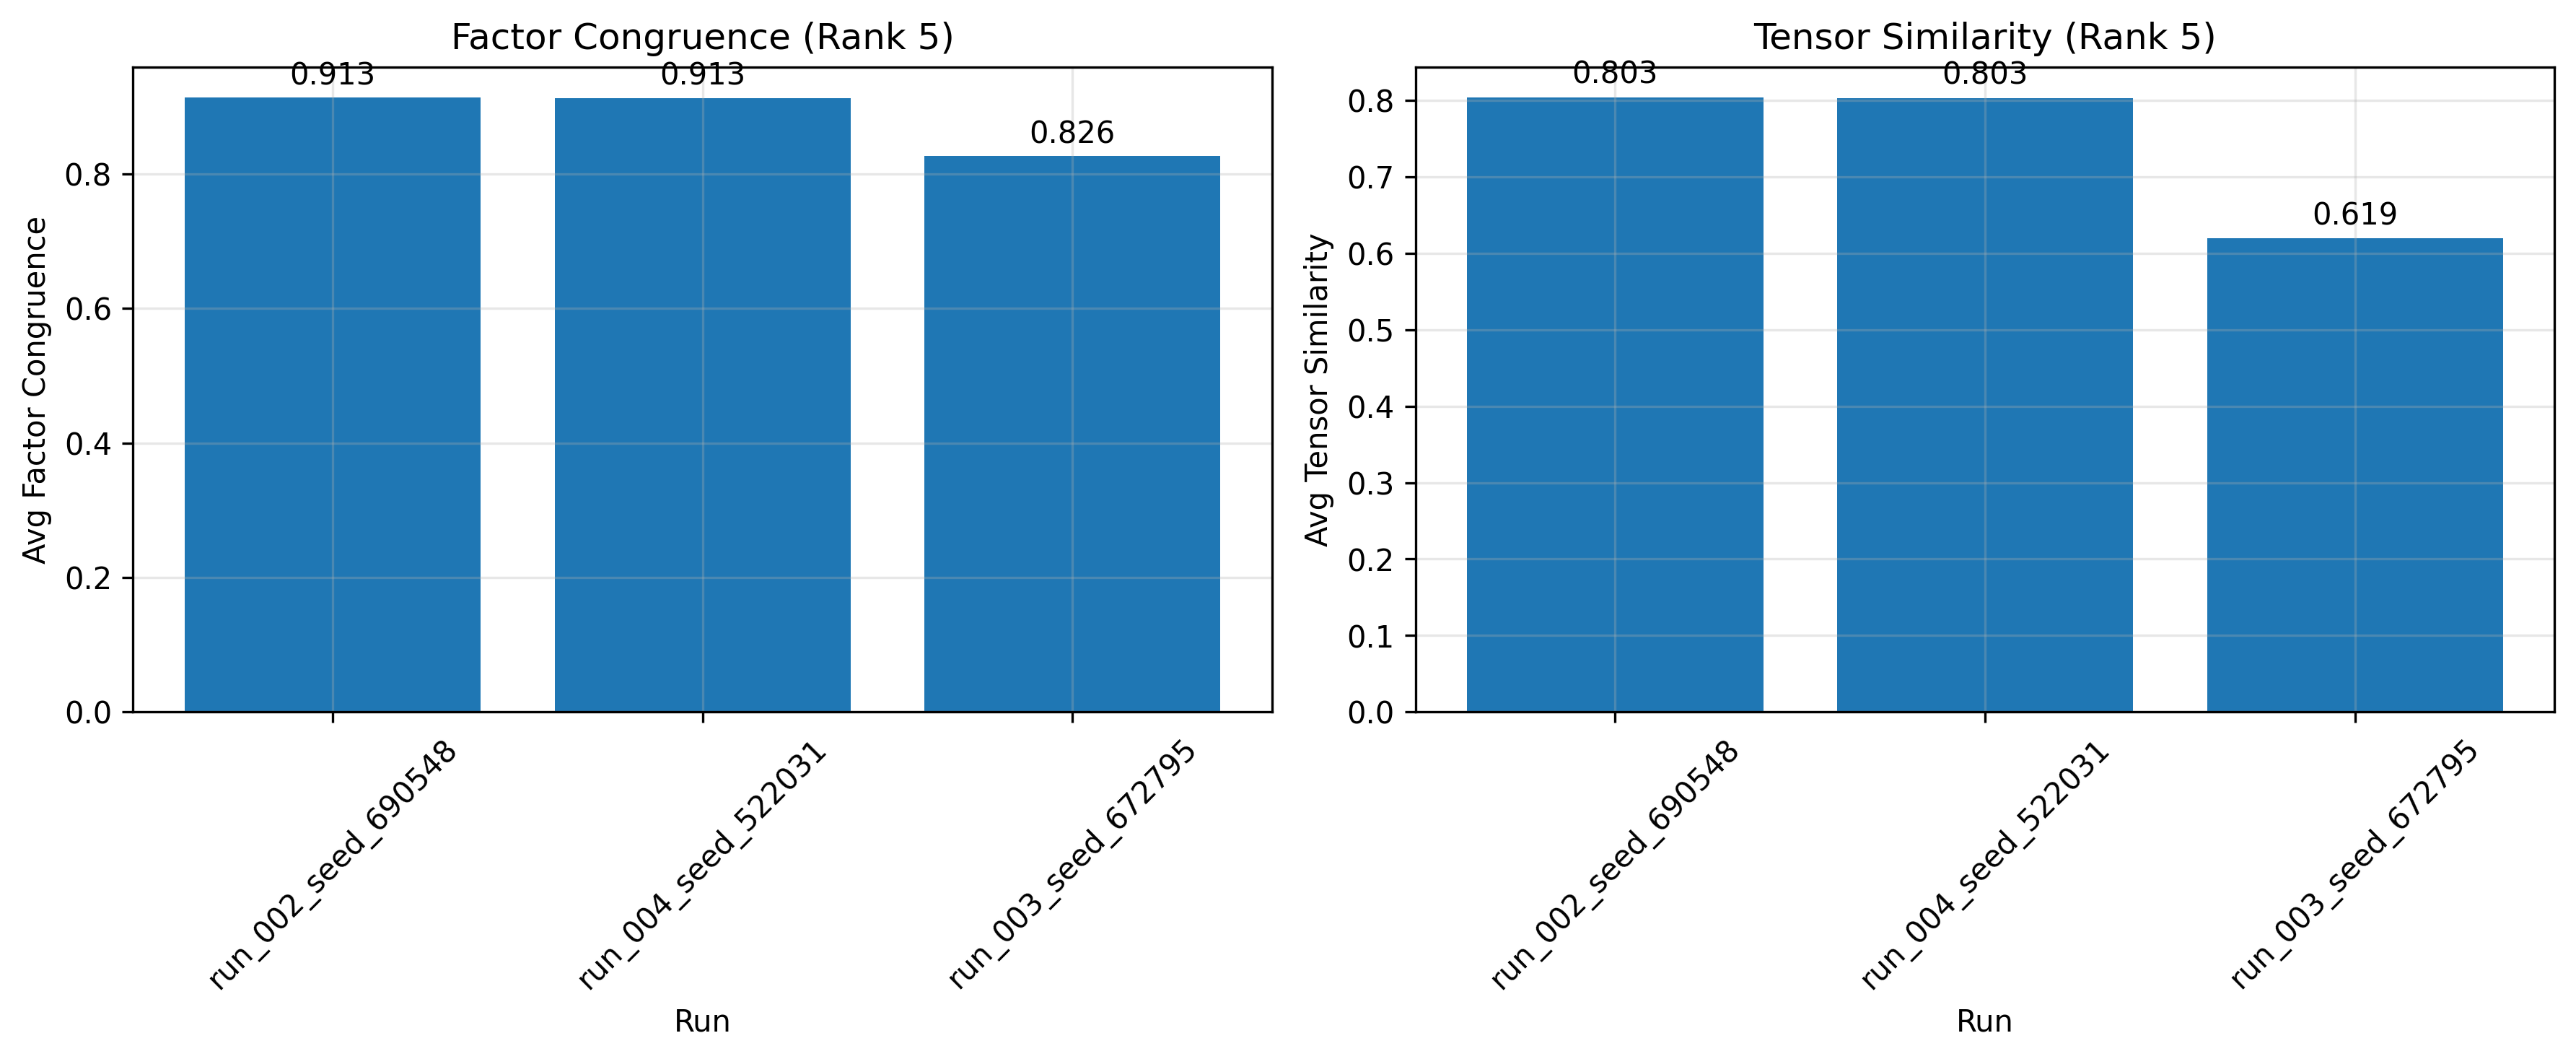 Factor Congruence (Rank 5)
Avg Factor Congruence
0.8
0.6
0.4
0.2
0.0
0.913
0.913
0.826
run_002_seed_690548
run_004_seed_522031
run_003_seed_672795
Run
Tensor Similarity (Rank 5)
Avg Tensor Similarity
0.8
0.7
0.6
0.5
0.4
0.3
0.2
0.1
0.0
0.803
0.803
0.619
run_002_seed_690548
run_004_seed_522031
run_003_seed_672795
Run